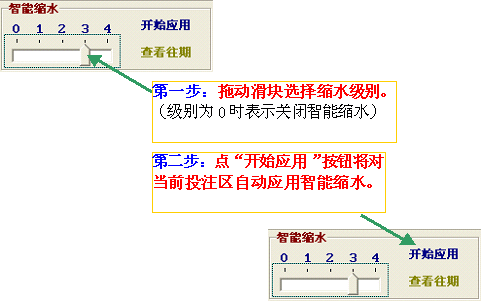 智能缩水
0 1 2 3 4 开始应用
查看往期
第一步：拖动滑块选择缩水级别。
（级别为0时表示关闭智能缩水）
第二步：点“开始应用”按钮将对
当前投注区自动应用智能缩水。
智能缩水
0 1 2 3 4 开始应用
查看往期